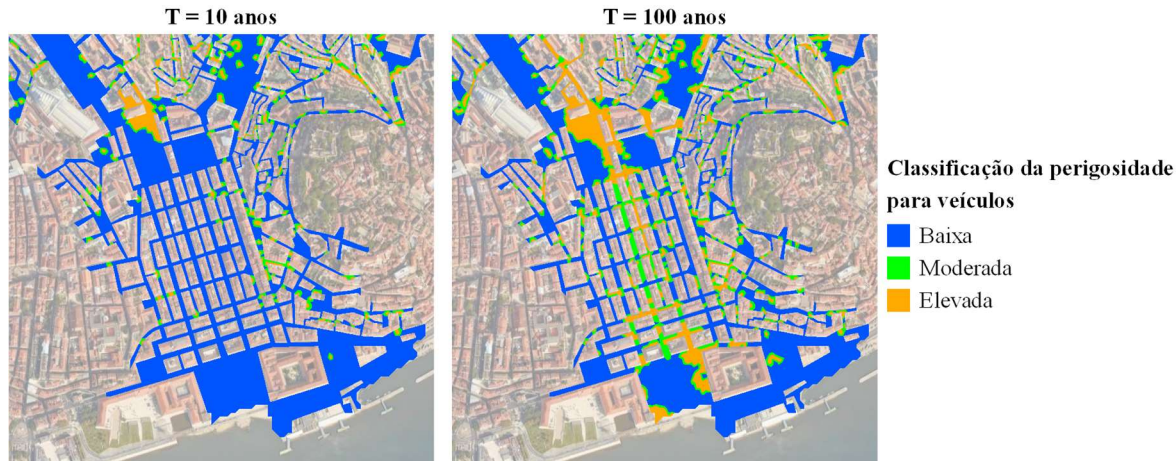 T = 10 anos
T = 100 anos
Classificação da perigosidade
para veículos
Baixa
Moderada
Elevada